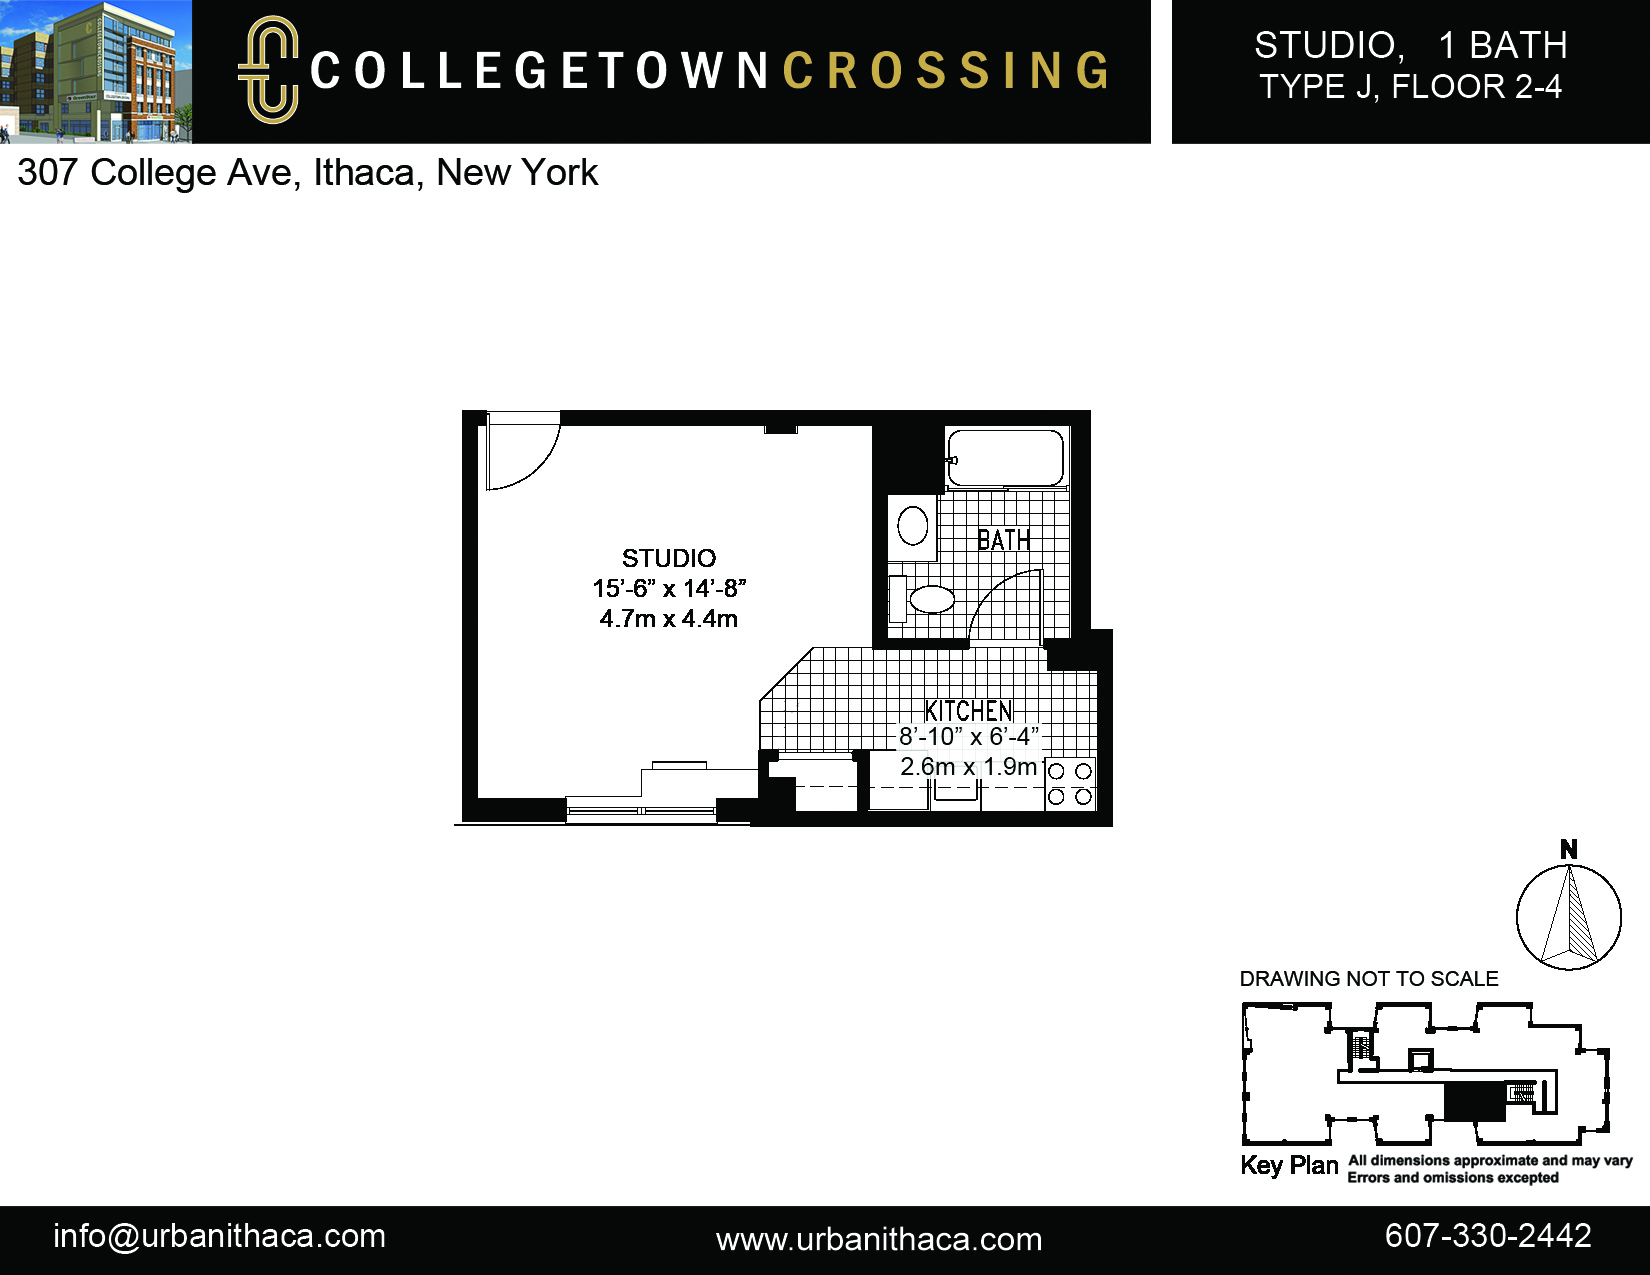 COLLEGETOWNCROSSING
STUDIO, 1 BATH
TYPE J, FLOOR 2-4
307 College Ave, Ithaca, New York
STUDIO
15’-6” x 14’-8”
4.7m x 4.4m
BATH
KITCHEN
8’-10” x 6’-4”
2.6m x 1.9m
N
DRAWING NOT TO SCALE
Key Plan
All dimensions approximate and may vary
Errors and omissions excepted
info@urbanithaca.com
www.urbanithaca.com
607-330-2442